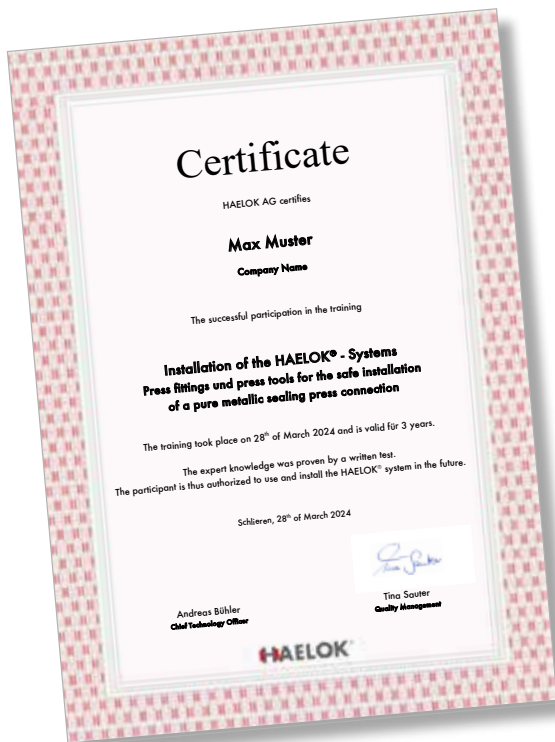 Certificate
HAELOK AG certifies
Max Muster
Company Name
The successful participation in the training
Installation of the HAELOK® - Systems
Press fittings und press tools for the safe installation
of a pure metallic sealing press connection
The training took place on 28th of March 2024 and is valid für 3 years.
The expert knowledge was proven by a written test.
The participant is thus authorized to use and install the HAELOK® system in the future.
Schlieren, 28th of March 2024
Tina Sauter
Andreas Bühler
Chief Technology Officer
Tina Sauter
Quality Management
HAELOK®